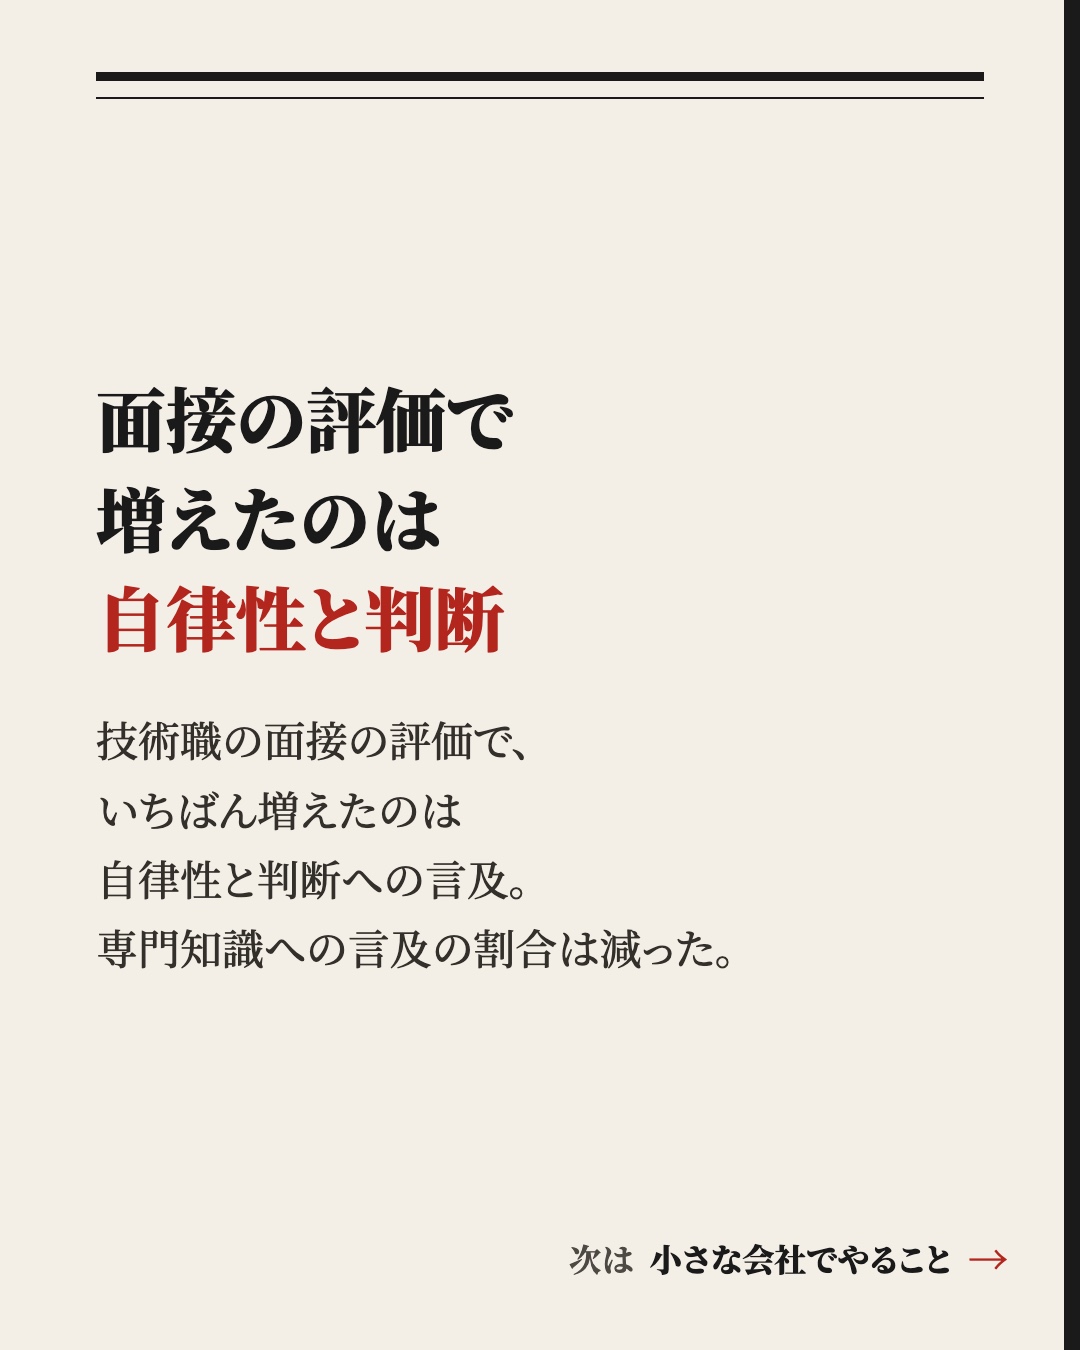 面接の評価で
増えたのは
自律性と判断
技術職の面接の評価で、
いちばん増えたのは
自律性と判断への言及。
専門知識への言及の割合は減った。
次は 小さな会社でやること →